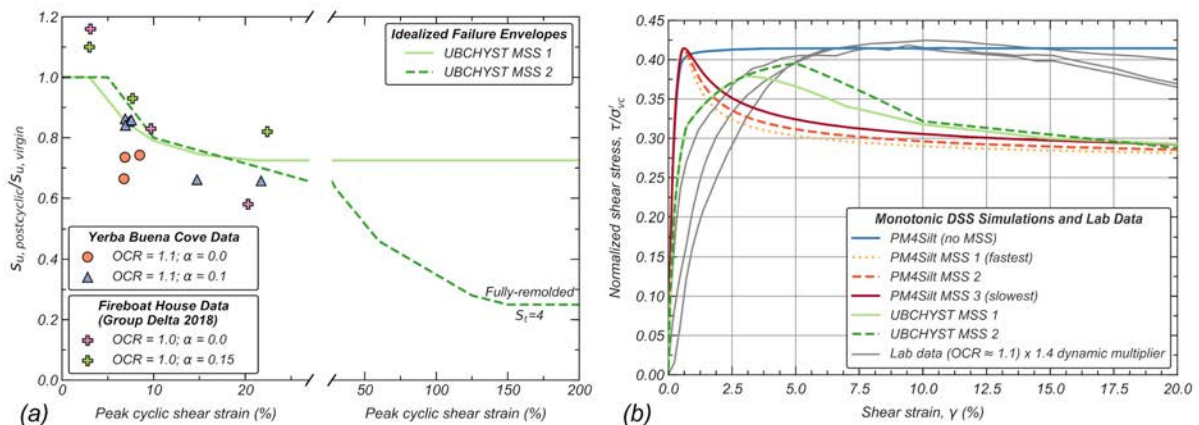 1.2
1.0
0.8
0.6
0.4
0.2
0.0
s_u, postcyclic/s_u, virgin
Idealized Failure Envelopes
UBCHYST MSS 1
UBCHYST MSS 2
Yerba Buena Cove Data
OCR = 1.1; α = 0.0
OCR = 1.1; α = 0.1
Fireboat House Data
(Group Delta 2018)
OCR = 1.0; α = 0.0
OCR = 1.0; α = 0.15
Fully-remolded
S_t=4
0 10 20 50 100 150 200
(a) Peak cyclic shear strain (%) Peak cyclic shear strain (%)
0.45
0.40
0.35
0.30
0.25
0.20
0.15
0.10
0.05
0.00
Normalized shear stress, τ/σ'vc
Monotonic DSS Simulations and Lab Data
PM4Silt (no MSS)
PM4Silt MSS 1 (fastest)
PM4Silt MSS 2
PM4Silt MSS 3 (slowest)
UBCHYST MSS 1
UBCHYST MSS 2
Lab data (OCR ≈ 1.1) x 1.4 dynamic multiplier
0.0 2.5 5.0 7.5 10.0 12.5 15.0 17.5 20.0
(b) Shear strain, γ (%)